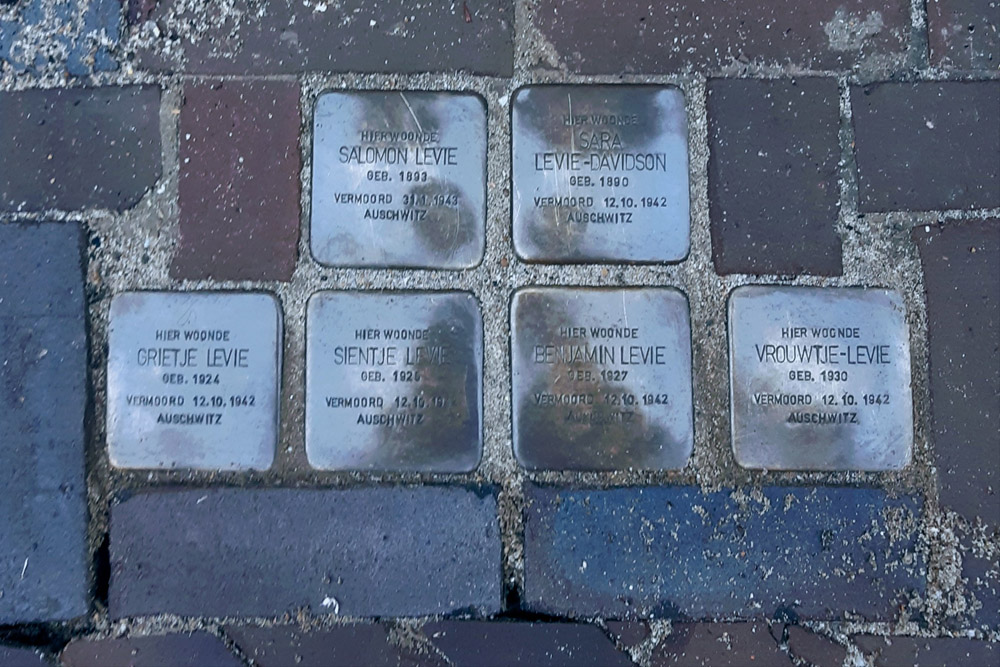 HIER WOONDE
SALOMON LEVIE
GEB. 1893
VERMOORD 31.1.1943
AUSCHWITZ
HIER WOONDE
SARA
LEVIE-DAVIDSON
GEB. 1890
VERMOORD 12.10.1942
AUSCHWITZ
HIER WOONDE
GRIETJE LEVIE
GEB. 1924
VERMOORD 12.10.1942
AUSCHWITZ
HIER WOONDE
SIENTJE LEVIE
GEB.
VERMOORD
AUSCHWITZ
HIER WOONDE
BENJAMIN LEVIE
GEB. 1927
VERMOORD 12.10.1942
AUSCHWITZ
HIER WOONDE
VROUWTJE-LEVIE
GEB. 1930
VERMOORD 12.10.1942
AUSCHWITZ